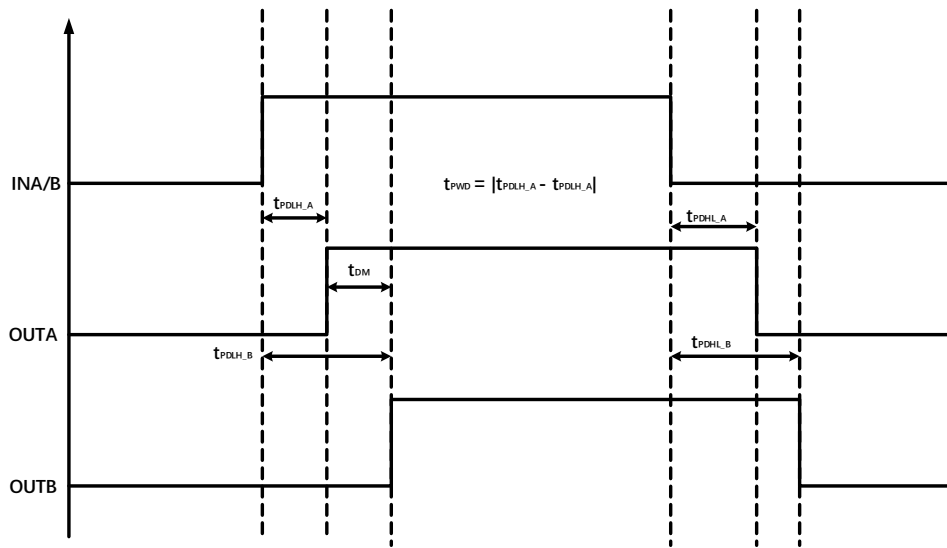 INA/B
tPWD = |tPDLH_A - tPDLH_A|
tPDLH_A
tPDHL_A
tDM
OUTA
tPDLH_B
tPDHL_B
OUTB